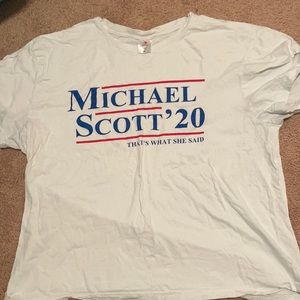 MICHAEL
SCOTT '20
THAT'S WHAT SHE SAID